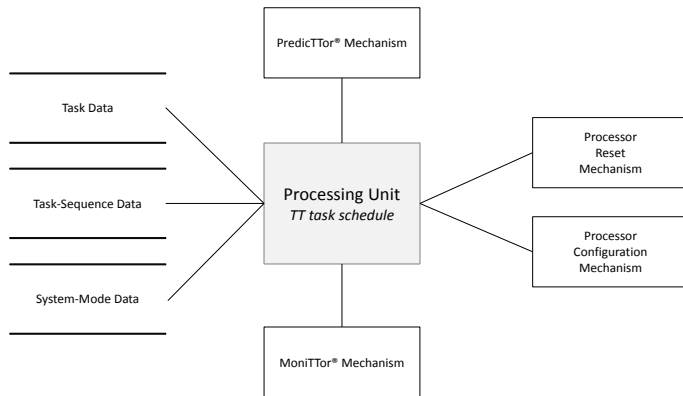 PredicTTor® Mechanism
Task Data
Task-Sequence Data
System-Mode Data
Processing Unit
TT task schedule
Processor
Reset
Mechanism
Processor
Configuration
Mechanism
MoniTTor® Mechanism